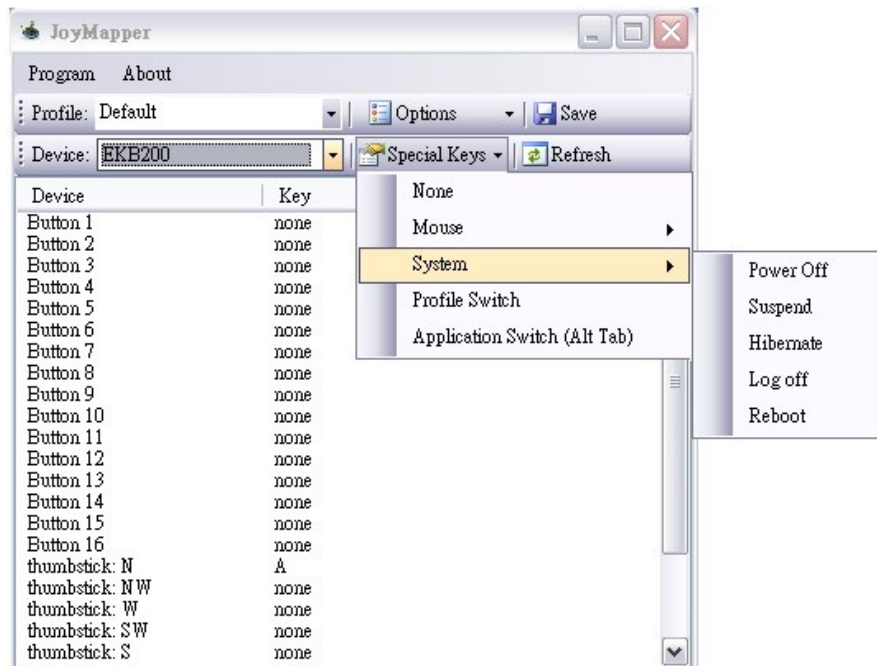 JoyMapper
Program About
Profile: Default Options Save
Device: EKB200 Special Keys Refresh
Device Key
Button 1 none
Button 2 none
Button 3 none
Button 4 none
Button 5 none
Button 6 none
Button 7 none
Button 8 none
Button 9 none
Button 10 none
Button 11 none
Button 12 none
Button 13 none
Button 14 none
Button 15 none
Button 16 none
thumbstick: N A
thumbstick: NW none
thumbstick: W none
thumbstick: SW none
thumbstick: S none
None
Mouse
System
Profile Switch
Application Switch (Alt Tab)
Power Off
Suspend
Hibernate
Log off
Reboot